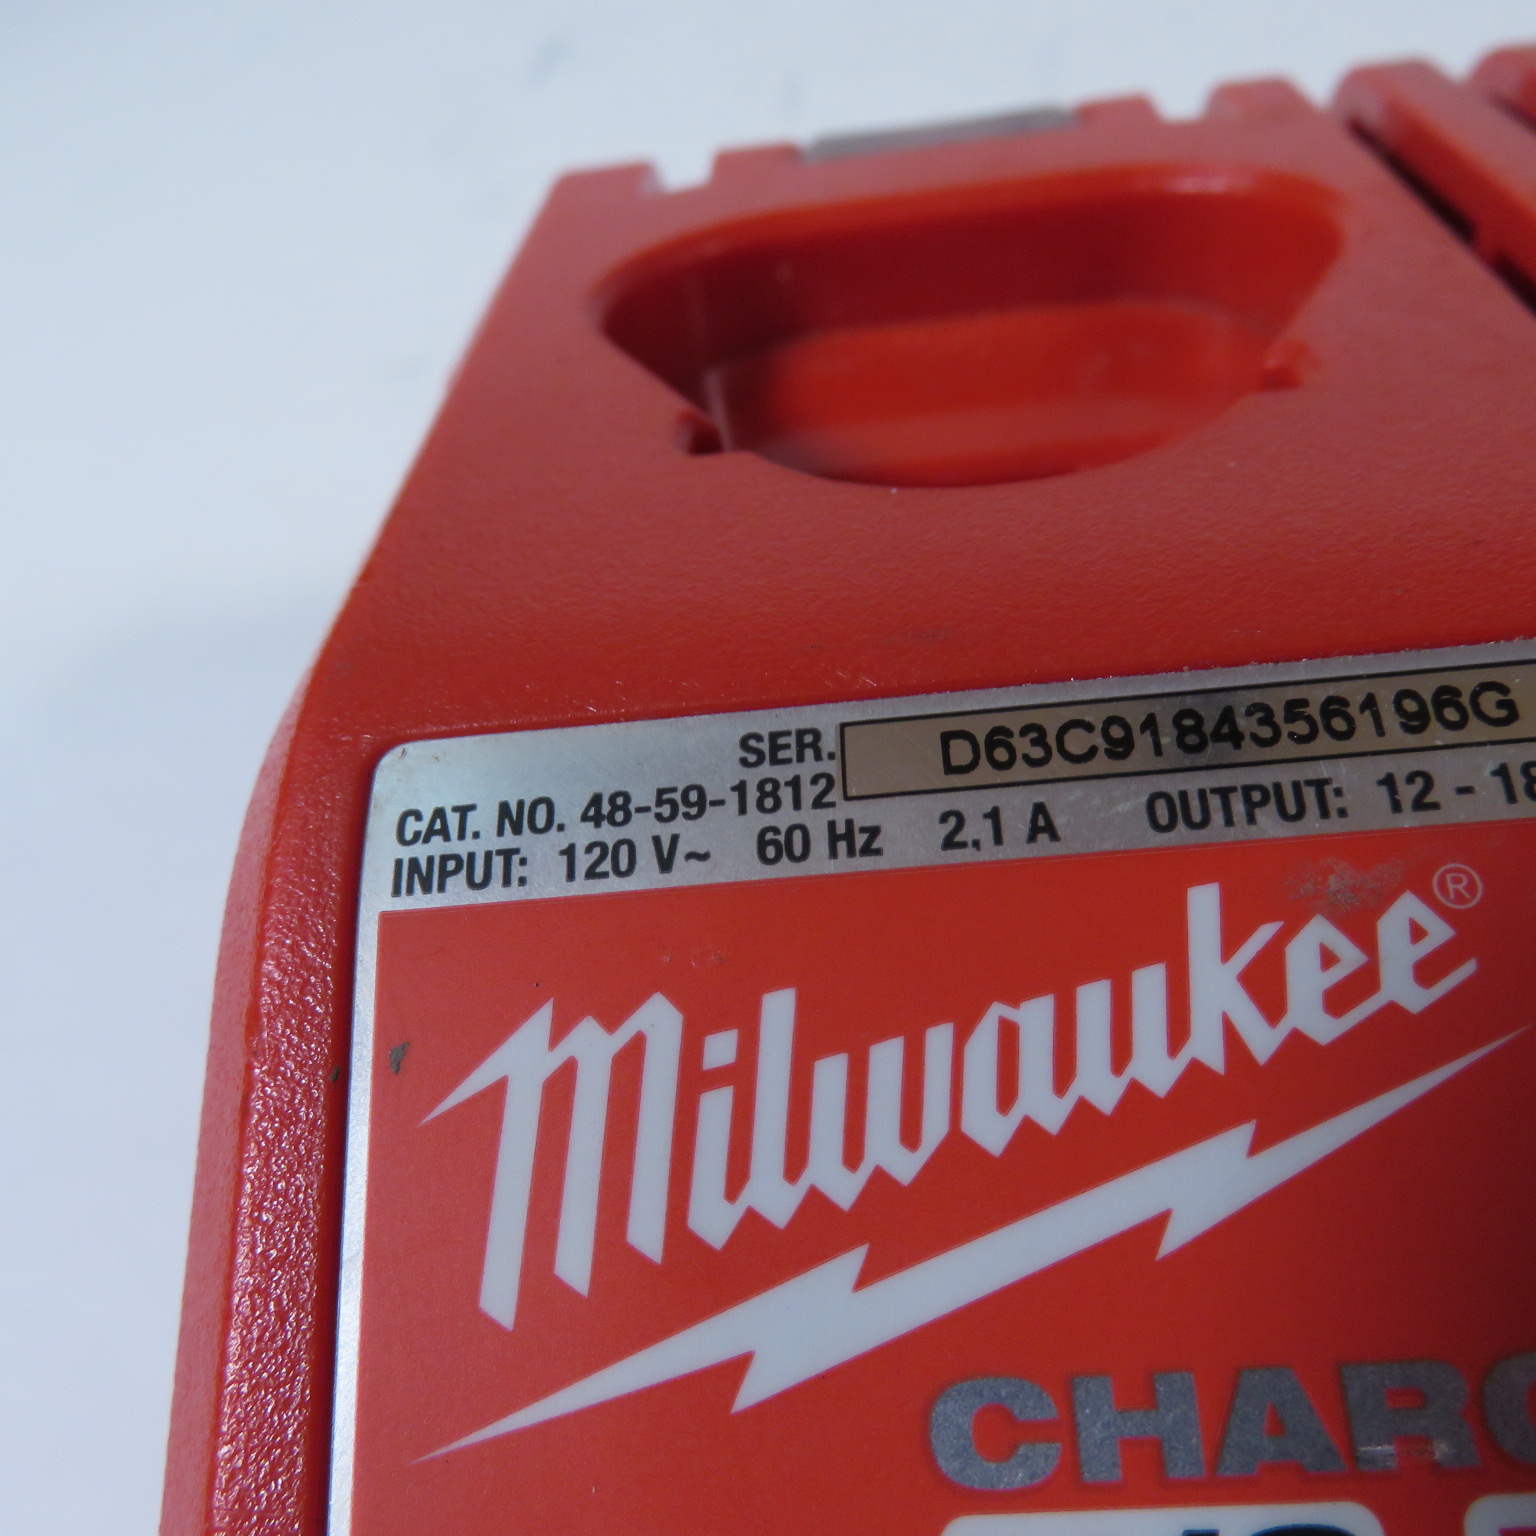 SER. D63C9184356196G
CAT. NO. 48-59-1812
INPUT: 120 V~ 60 Hz 2,1 A OUTPUT: 12 - 18
Milwaukee®